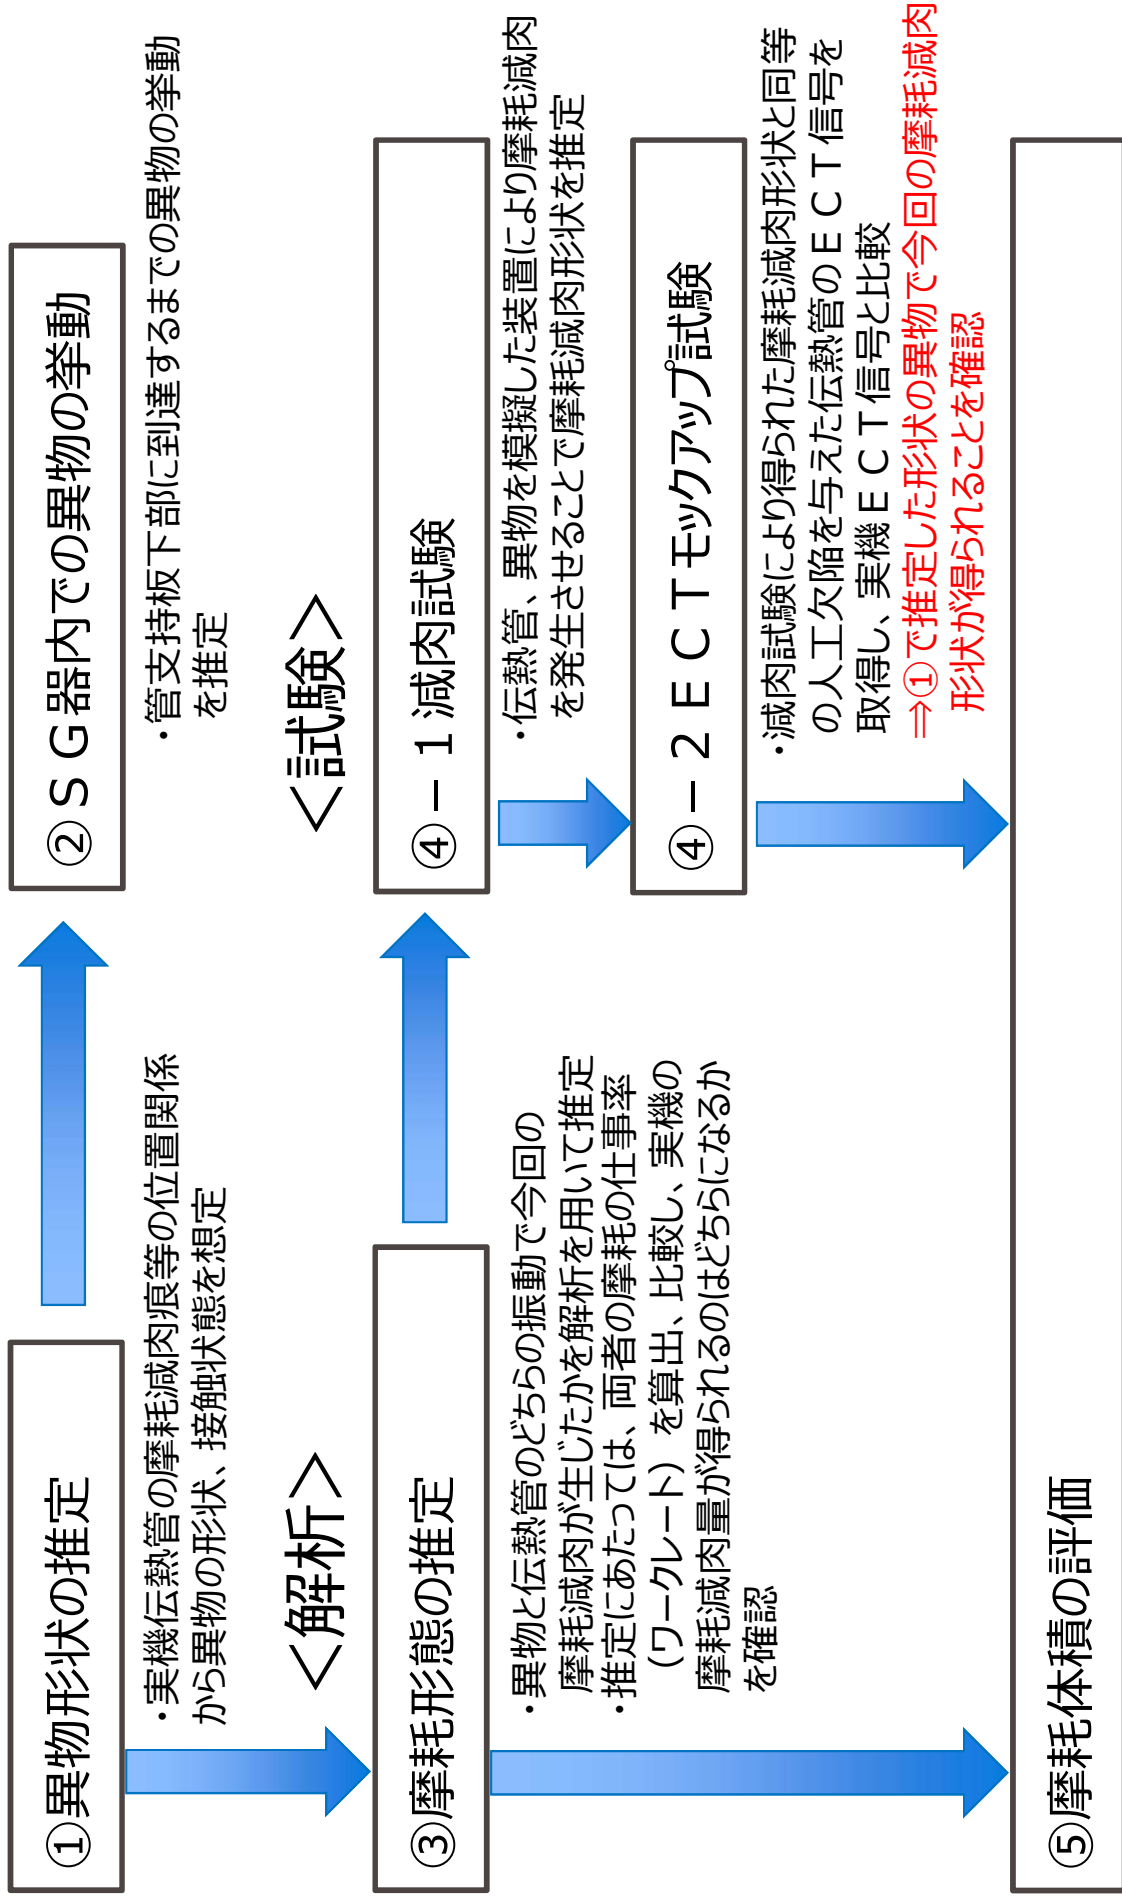 ①異物形状の推定
・実機伝熱管の摩耗減肉痕等の位置関係
から異物の形状、接触状態を想定
②ＳＧ器内での異物の挙動
・管支持板下部に到達するまでの異物の挙動
を推定
＜解析＞
③摩耗形態の推定
・異物と伝熱管のどちらの振動で今回の
摩耗減肉が生じたかを解析を用いて推定
・推定にあたっては、両者の摩耗の仕事率
（ワークレート）を算出、比較し、実機の
摩耗減肉量が得られるのはどちらになるか
を確認
＜試験＞
④－１減肉試験
・伝熱管、異物を模擬した装置により摩耗減肉
を発生させることで摩耗減肉形状を推定
④－２ＥＣＴモックアップ試験
・減肉試験により得られた摩耗減肉形状と同等
の人工欠陥を与えた伝熱管のＥＣＴ信号を
取得し、実機ＥＣＴ信号と比較
⇒①で推定した形状の異物で今回の摩耗減肉
形状が得られることを確認
⑤摩耗体積の評価